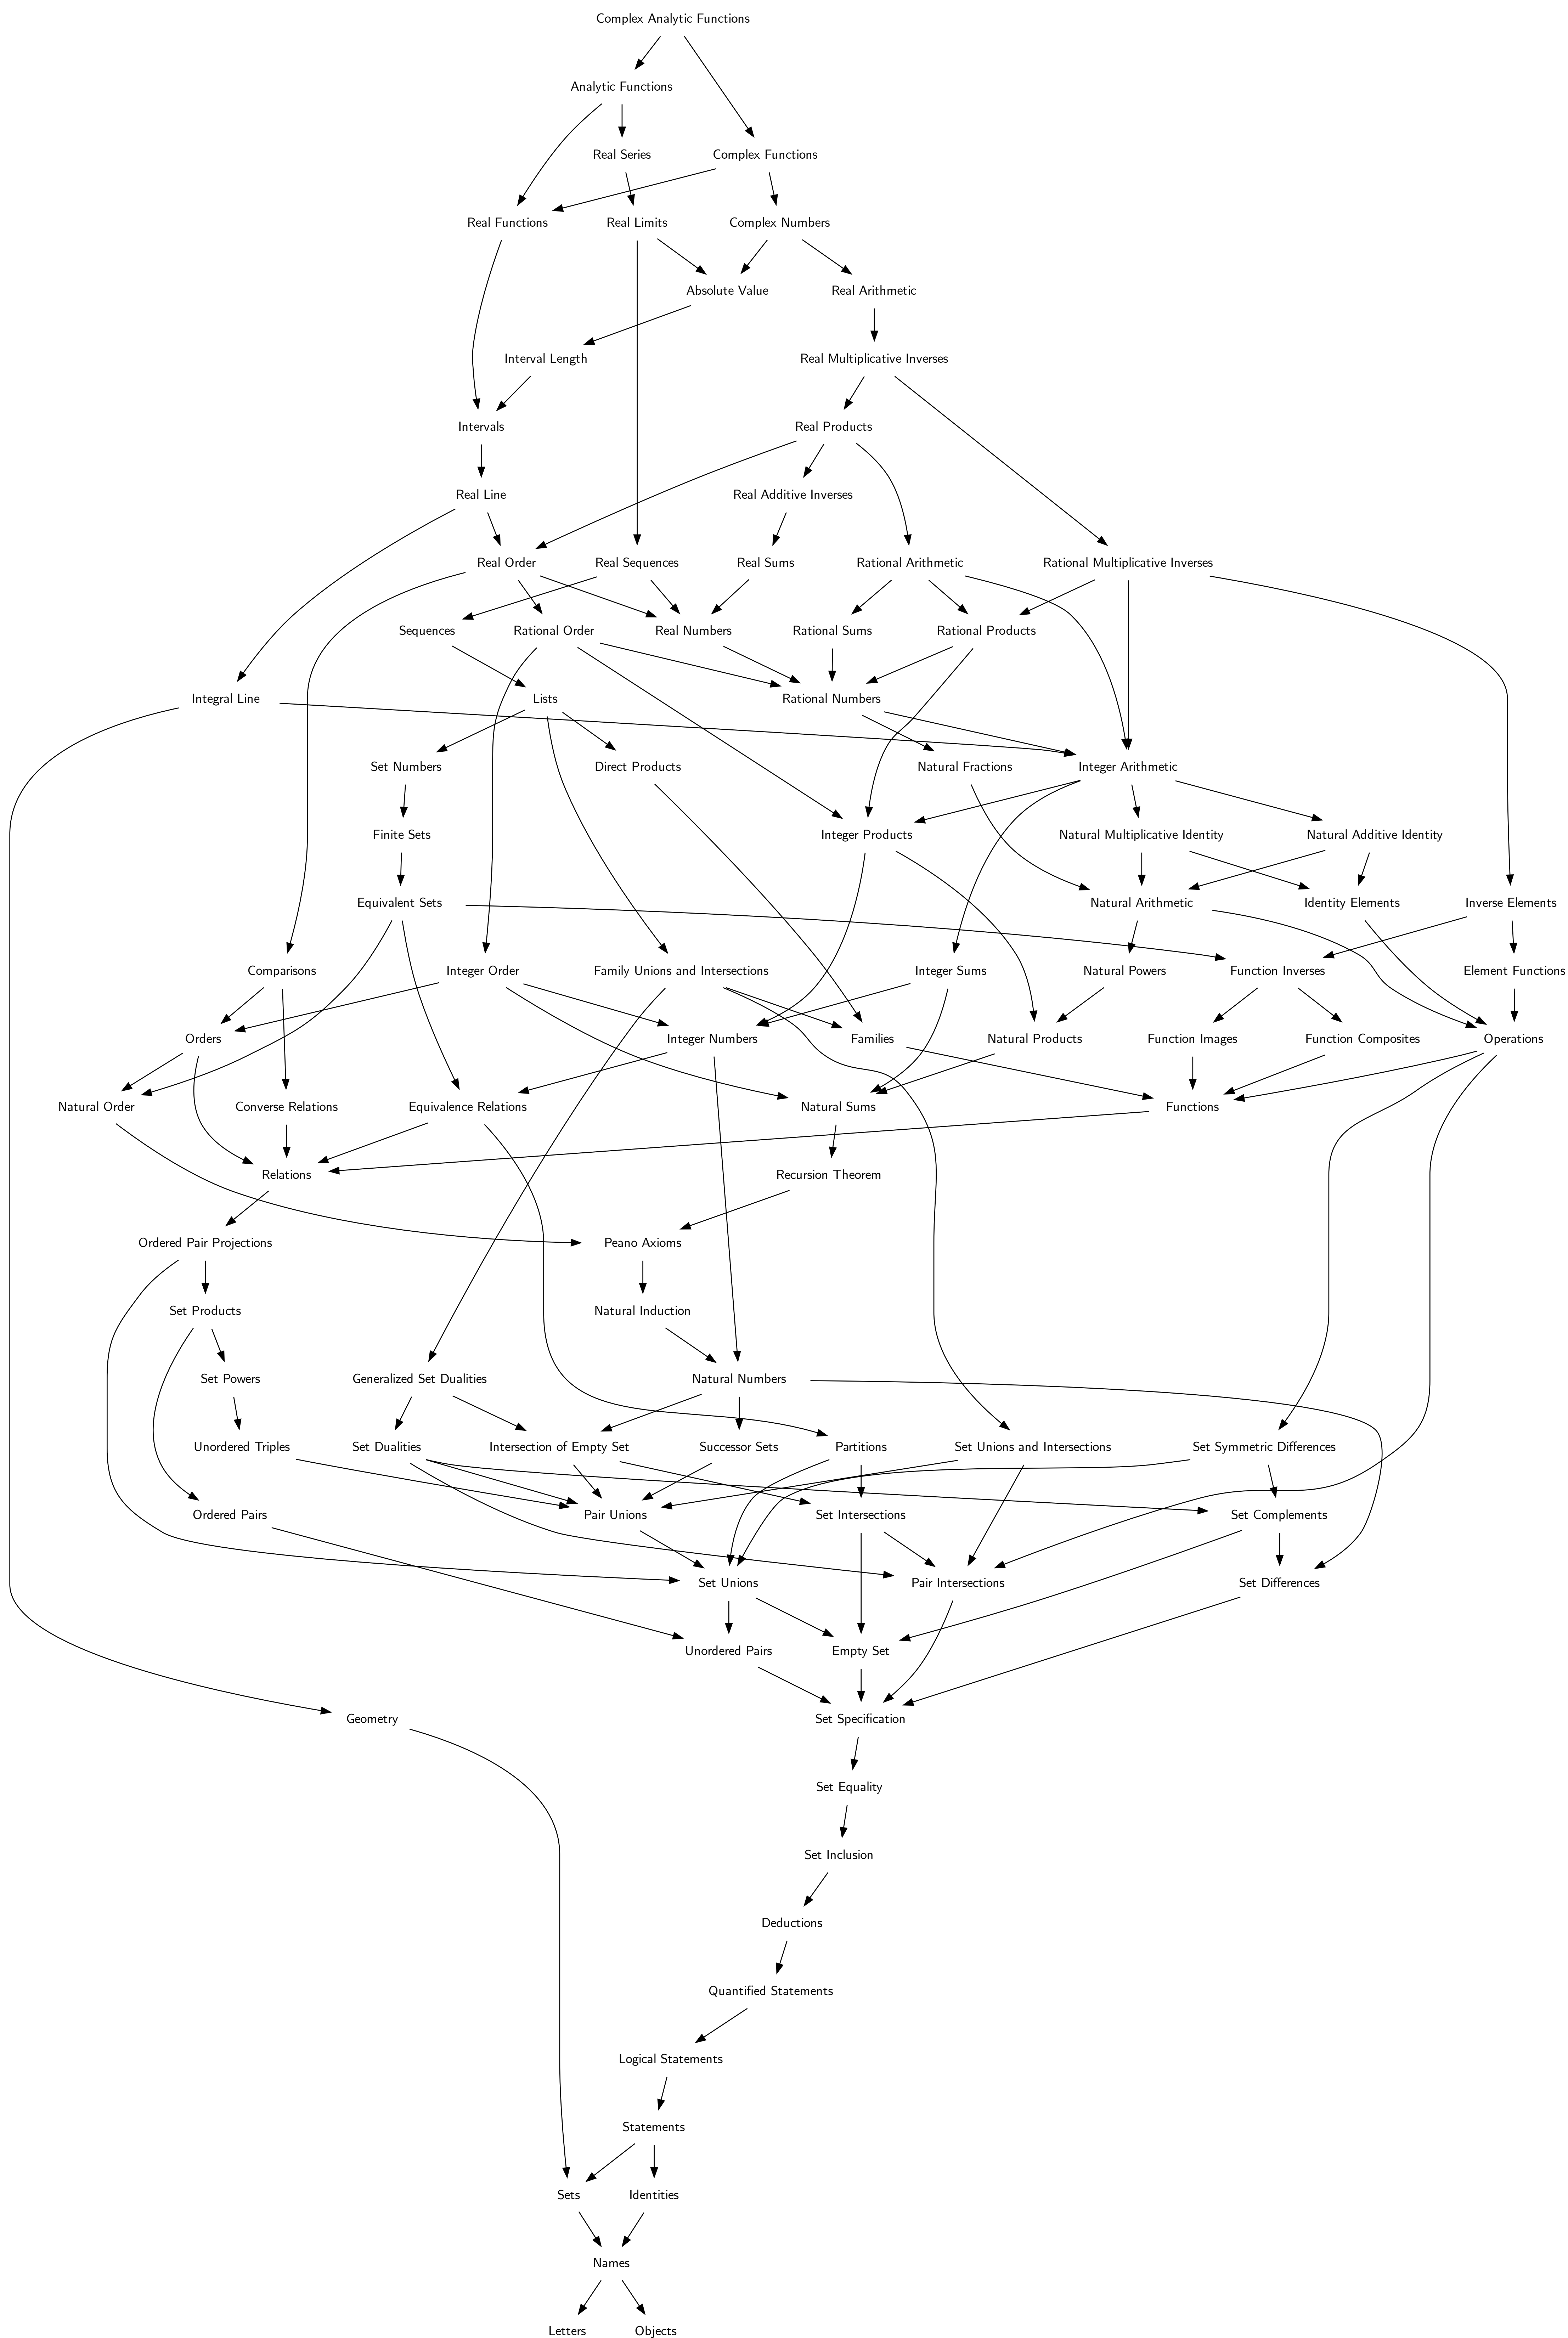 Complex Analytic Functions
Analytic Functions
Real Series
Complex Functions
Real Functions
Real Limits
Complex Numbers
Absolute Value
Real Arithmetic
Interval Length
Real Multiplicative Inverses
Intervals
Real Products
Real Line
Real Additive Inverses
Real Order
Real Sequences
Real Sums
Rational Arithmetic
Rational Multiplicative Inverses
Sequences
Rational Order
Real Numbers
Rational Sums
Rational Products
Integral Line
Lists
Rational Numbers
Set Numbers
Direct Products
Natural Fractions
Integer Arithmetic
Finite Sets
Integer Products
Natural Multiplicative Identity
Natural Additive Identity
Equivalent Sets
Natural Arithmetic
Identity Elements
Inverse Elements
Comparisons
Integer Order
Family Unions and Intersections
Integer Sums
Natural Powers
Function Inverses
Element Functions
Orders
Integer Numbers
Families
Natural Products
Function Images
Function Composites
Operations
Natural Order
Converse Relations
Equivalence Relations
Natural Sums
Functions
Relations
Recursion Theorem
Ordered Pair Projections
Peano Axioms
Set Products
Natural Induction
Set Powers
Generalized Set Dualities
Natural Numbers
Unordered Triples
Set Dualities
Intersection of Empty Set
Successor Sets
Partitions
Set Unions and Intersections
Set Symmetric Differences
Ordered Pairs
Pair Unions
Set Intersections
Set Complements
Set Unions
Pair Intersections
Set Differences
Unordered Pairs
Empty Set
Geometry
Set Specification
Set Equality
Set Inclusion
Deductions
Quantified Statements
Logical Statements
Statements
Sets
Identities
Names
Letters
Objects